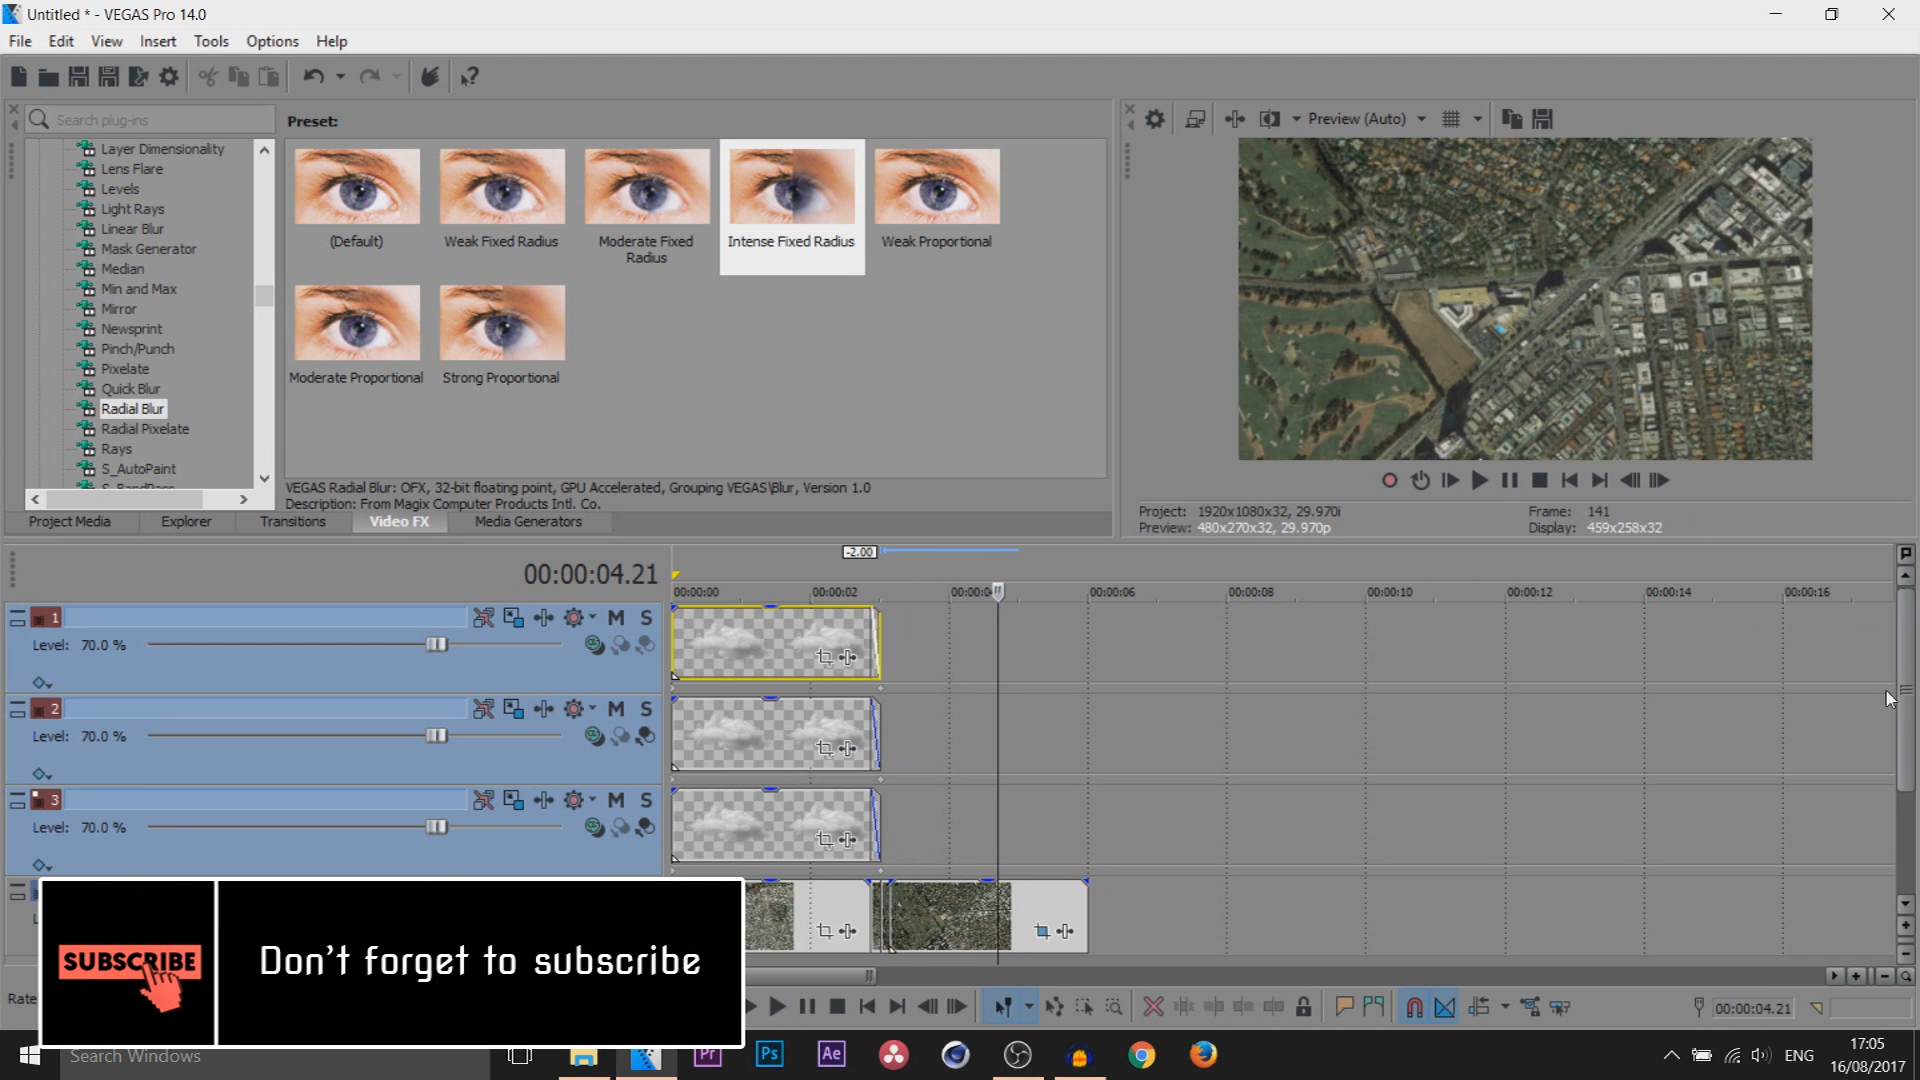 Untitled * - VEGAS Pro 14.0
File Edit View Insert Tools Options Help
Search plug-ins
Layer Dimensionality
Lens Flare
Levels
Light Rays
Linear Blur
Mask Generator
Median
Min and Max
Mirror
Newsprint
Pinch/Punch
Pixelate
Quick Blur
Radial Blur
Radial Pixelate
Rays
S_AutoPaint
S_BandPass
Preset:
(Default)
Weak Fixed Radius
Moderate Fixed
Radius
Intense Fixed Radius
Weak Proportional
Moderate Proportional
Strong Proportional
VEGAS Radial Blur: OFX, 32-bit floating point, GPU Accelerated, Grouping VEGAS\Blur, Version 1.0
Description: From Magix Computer Products Intl. Co.
Project Media Explorer Transitions Video FX Media Generators
Preview (Auto)
Project: 1920x1080x32, 29.970i
Preview: 480x270x32, 29.970p
Frame: 141
Display: 459x258x32
-2.00
00:00:04.21
00:00:00 00:00:02 00:00:06 00:00:08 00:00:10 00:00:12 00:00:14 00:00:16
1 M S
Level: 70.0 %
2 M S
Level: 70.0 %
3 M S
Level: 70.0 %
Rate
SUBSCRIBE
Don't forget to subscribe
00:00:04.21
Search Windows
Pr Ps Ae
ENG
17:05
16/08/2017